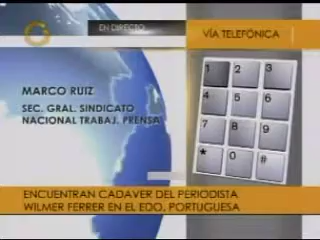 EN DIRECTO
VÍA TELEFÓNICA
MARCO RUIZ
SEC. GRAL. SINDICATO
NACIONAL TRABAJ. PRENSA
1 2 3
4 5 6
7 8 9
* 0 #
ENCUENTRAN CADAVER DEL PERIODISTA
WILMER FERRER EN EL EDO. PORTUGUESA